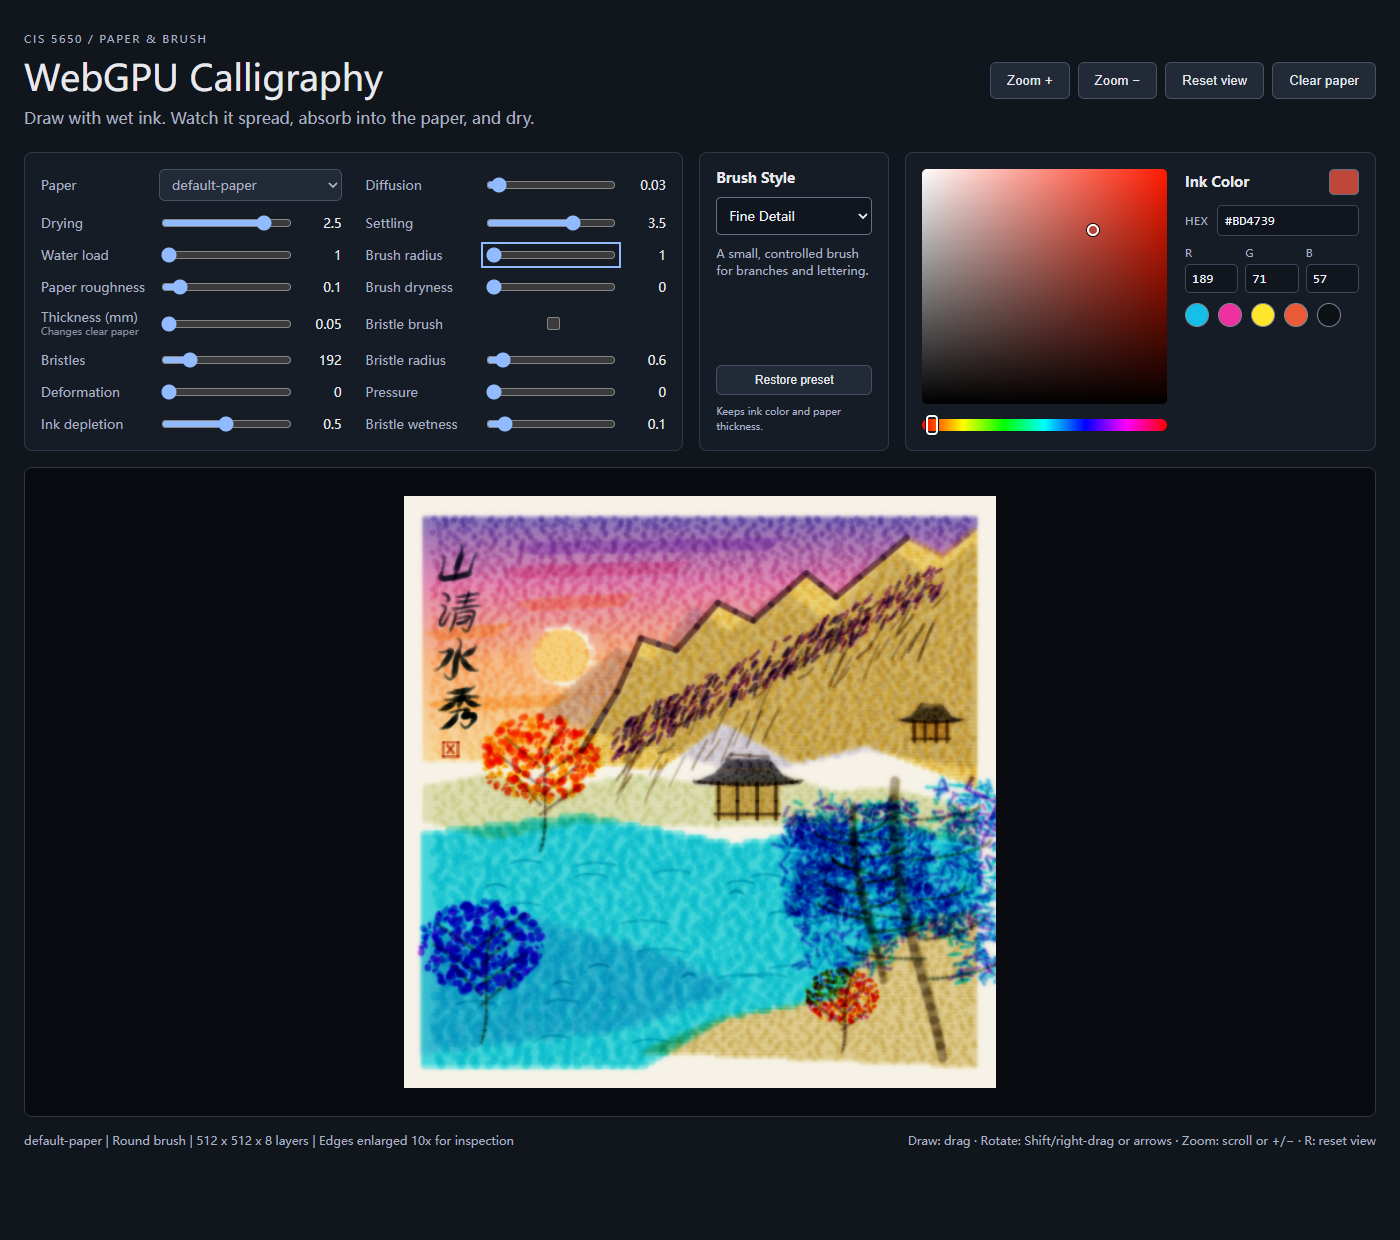 CIS 5650 / PAPER & BRUSH
WebGPU Calligraphy
Draw with wet ink. Watch it spread, absorb into the paper, and dry.
Zoom +
Zoom −
Reset view
Clear paper
Paper
default-paper
Diffusion
0.03
Drying
2.5
Settling
3.5
Water load
1
Brush radius
1
Paper roughness
0.1
Brush dryness
0
Thickness (mm)
Changes clear paper
0.05
Bristle brush
Bristles
192
Bristle radius
0.6
Deformation
0
Pressure
0
Ink depletion
0.5
Bristle wetness
0.1
Brush Style
Fine Detail
A small, controlled brush
for branches and lettering.
Restore preset
Keeps ink color and paper
thickness.
Ink Color
HEX
#BD4739
R
G
B
189
71
57
山清水秀
default-paper | Round brush | 512 x 512 x 8 layers | Edges enlarged 10x for inspection
Draw: drag · Rotate: Shift/right-drag or arrows · Zoom: scroll or +/− · R: reset view